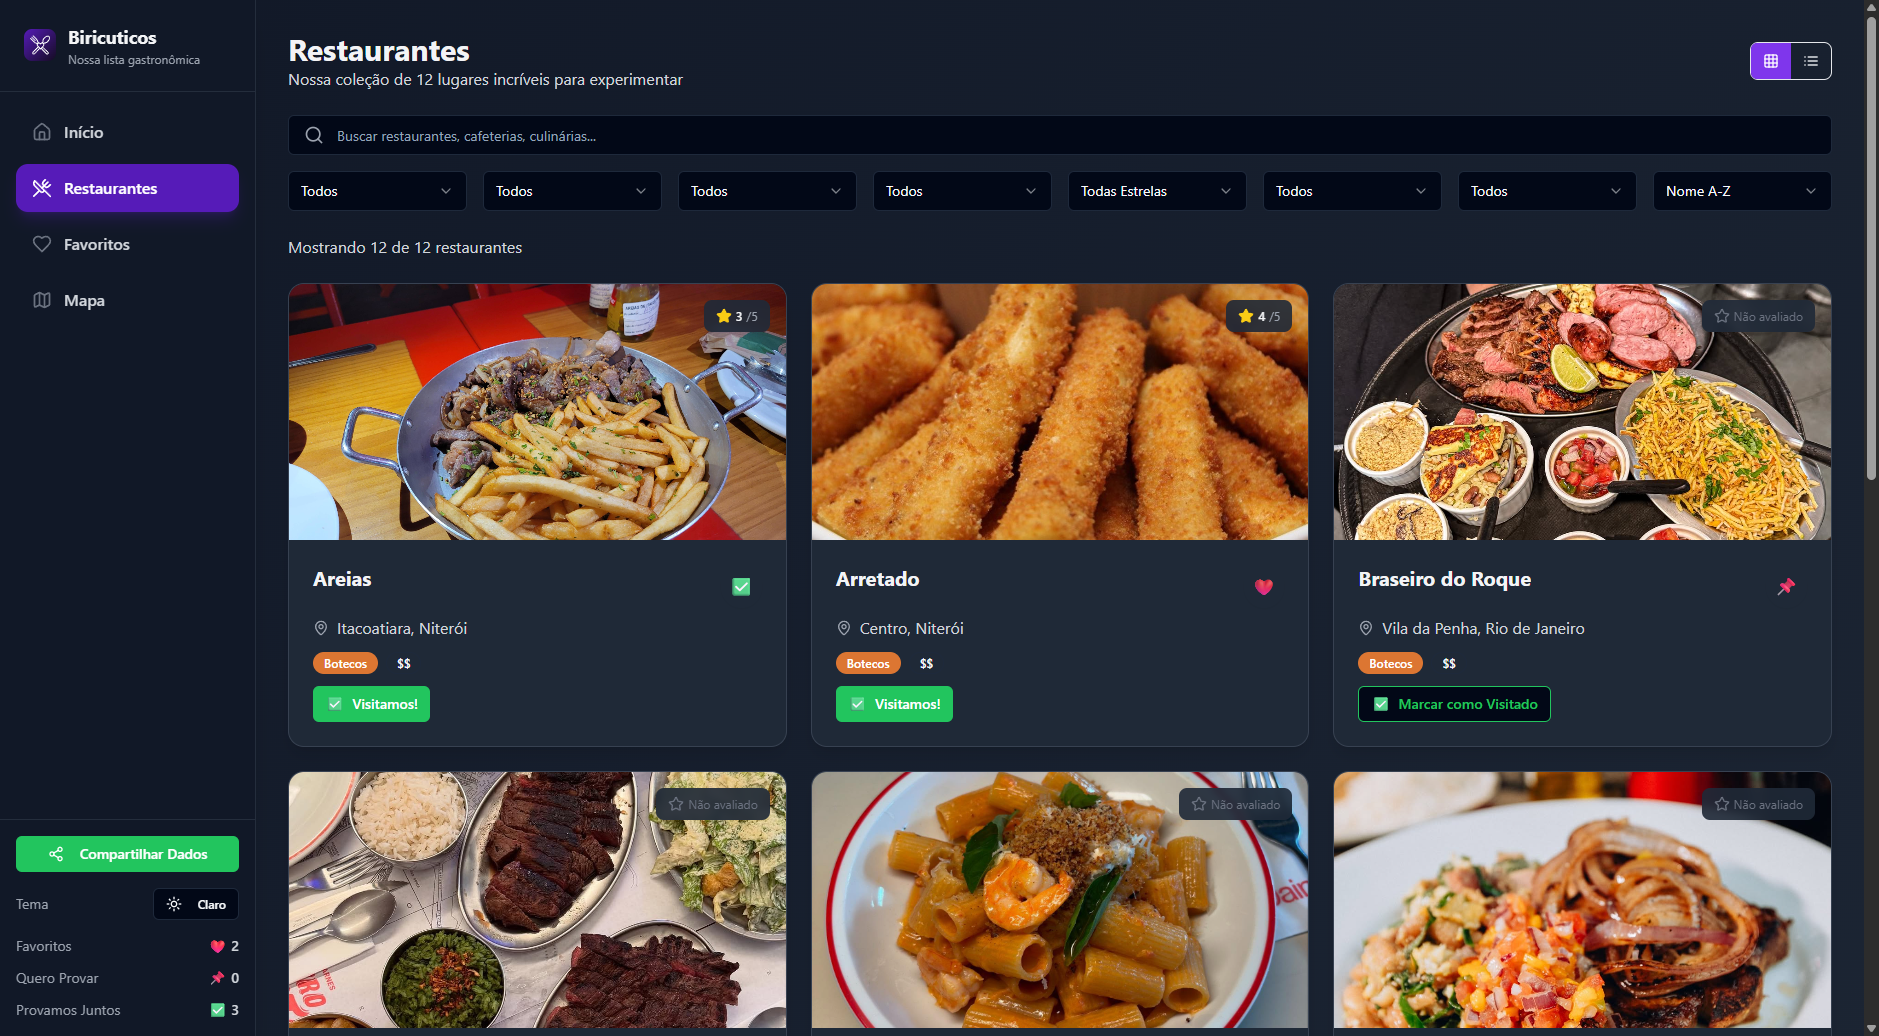 Biricuticos
Nossa lista gastronômica
Início
Restaurantes
Favoritos
Mapa
Compartilhar Dados
Tema
Claro
Favoritos 2
Quero Provar 0
Provamos Juntos 3
Restaurantes
Nossa coleção de 12 lugares incríveis para experimentar
Buscar restaurantes, cafeterias, culinárias...
Todos
Todos
Todos
Todos
Todas Estrelas
Todos
Todos
Nome A-Z
Mostrando 12 de 12 restaurantes
3 /5
Areias
Itacoatiara, Niterói
Botecos $$
Visitamos!
4 /5
Arretado
Centro, Niterói
Botecos $$
Visitamos!
Não avaliado
Braseiro do Roque
Vila da Penha, Rio de Janeiro
Botecos $$
Marcar como Visitado
Não avaliado
Não avaliado
Não avaliado